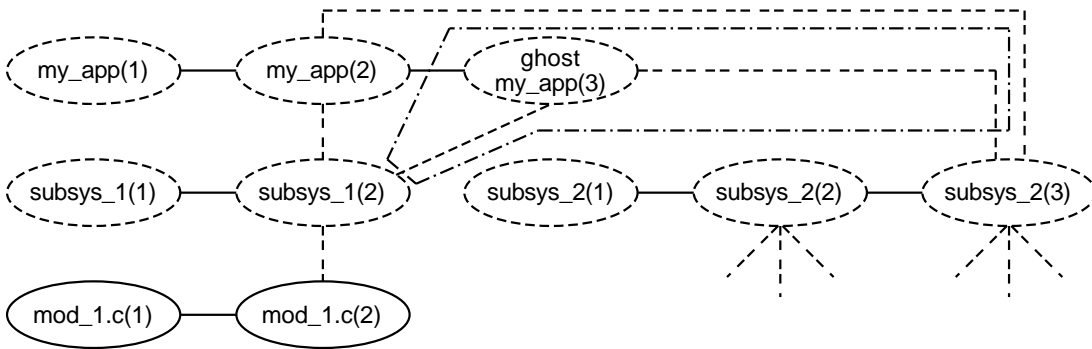 my_app(1)
my_app(2)
ghost
my_app(3)
subsys_1(1)
subsys_1(2)
subsys_2(1)
subsys_2(2)
subsys_2(3)
mod_1.c(1)
mod_1.c(2)